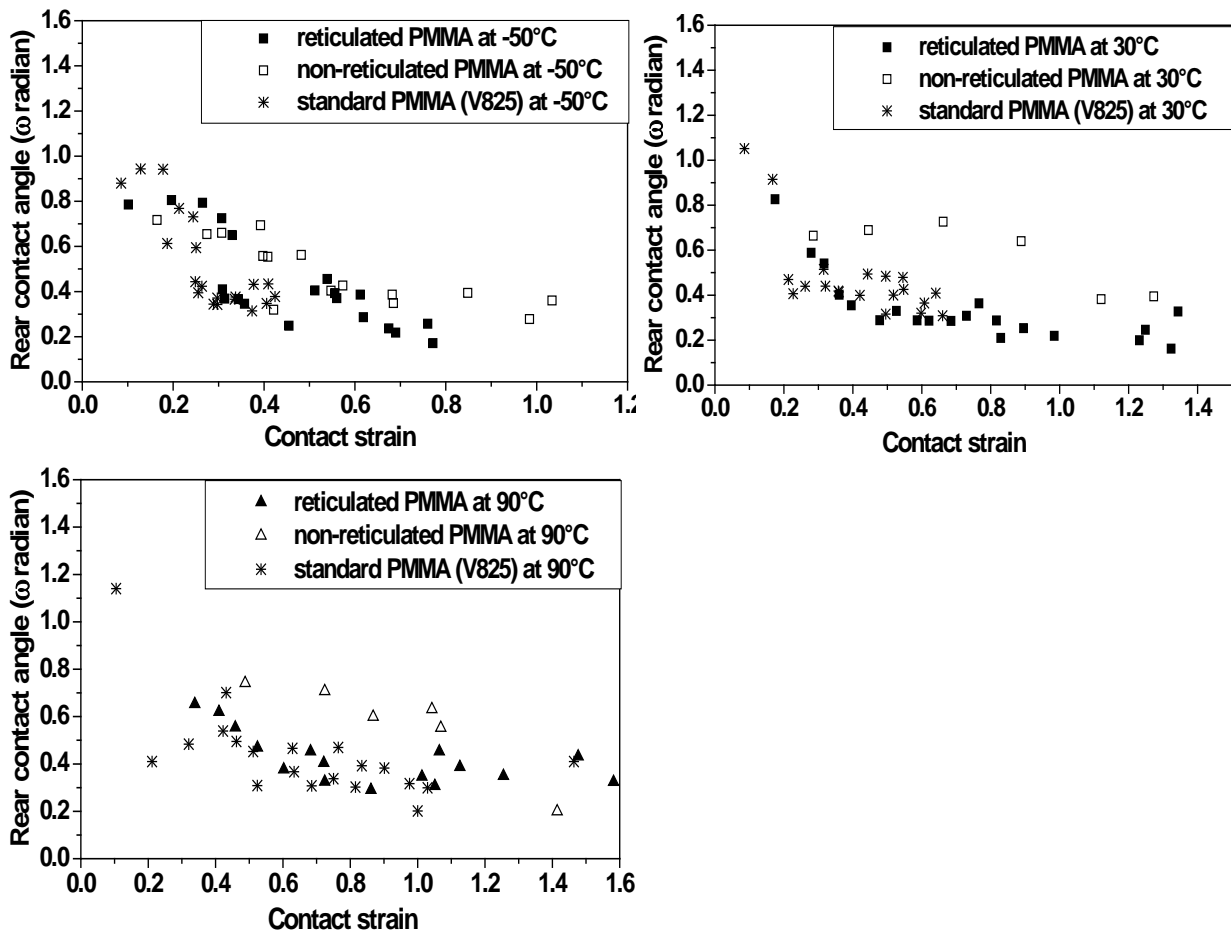 1.6
1.4
1.2
1.0
0.8
0.6
0.4
0.2
0.0
Rear contact angle (ω radian)
reticulated PMMA at -50°C
non-reticulated PMMA at -50°C
standard PMMA (V825) at -50°C
0.0 0.2 0.4 0.6 0.8 1.0 1.2
Contact strain
1.6
1.4
1.2
1.0
0.8
0.6
0.4
0.2
0.0
Rear contact angle (ω radian)
reticulated PMMA at 30°C
non-reticulated PMMA at 30°C
standard PMMA (V825) at 30°C
0.0 0.2 0.4 0.6 0.8 1.0 1.2 1.4
Contact strain
1.6
1.4
1.2
1.0
0.8
0.6
0.4
0.2
0.0
Rear contact angle (ω radian)
reticulated PMMA at 90°C
non-reticulated PMMA at 90°C
standard PMMA (V825) at 90°C
0.0 0.2 0.4 0.6 0.8 1.0 1.2 1.4 1.6
Contact strain